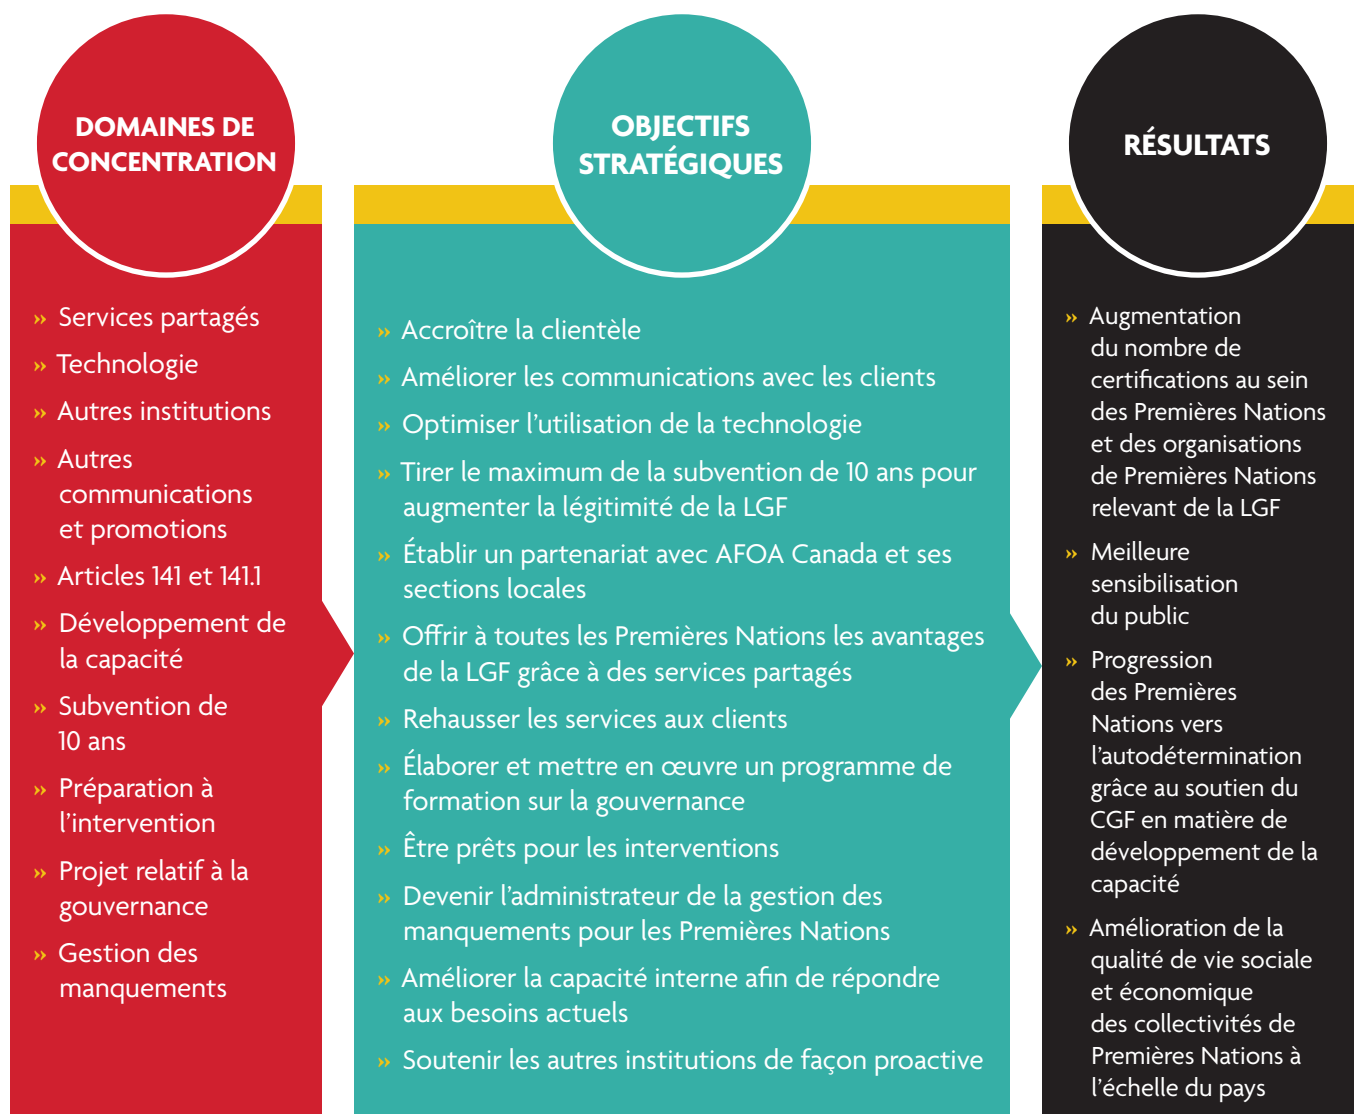 DOMAINES DE
CONCENTRATION
» Services partagés
» Technologie
» Autres institutions
» Autres
communications
et promotions
» Articles 141 et 141.1
» Développement de
la capacité
» Subvention de
10 ans
» Préparation à
l’intervention
» Projet relatif à la
gouvernance
» Gestion des
manquements
OBJECTIFS
STRATÉGIQUES
» Accroître la clientèle
» Améliorer les communications avec les clients
» Optimiser l’utilisation de la technologie
» Tirer le maximum de la subvention de 10 ans pour
augmenter la légitimité de la LGF
» Établir un partenariat avec AFOA Canada et ses
sections locales
» Offrir à toutes les Premières Nations les avantages
de la LGF grâce à des services partagés
» Rehausser les services aux clients
» Élaborer et mettre en œuvre un programme de
formation sur la gouvernance
» Être prêts pour les interventions
» Devenir l’administrateur de la gestion des
manquements pour les Premières Nations
» Améliorer la capacité interne afin de répondre
aux besoins actuels
» Soutenir les autres institutions de façon proactive
RÉSULTATS
» Augmentation
du nombre de
certifications au sein
des Premières Nations
et des organisations
de Premières Nations
relevant de la LGF
» Meilleure
sensibilisation
du public
» Progression
des Premières
Nations vers
l’autodétermination
grâce au soutien du
CGF en matière de
développement de la
capacité
» Amélioration de la
qualité de vie sociale
et économique
des collectivités de
Premières Nations à
l’échelle du pays